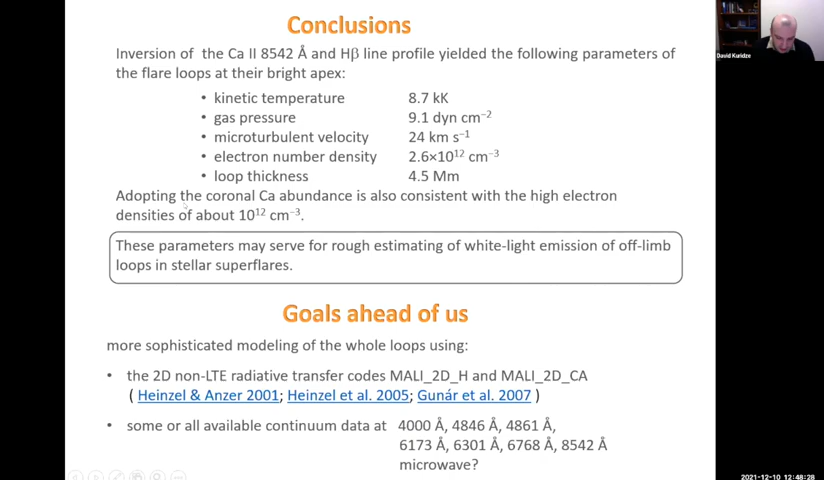 Conclusions
Inversion of the Ca II 8542 Å and Hβ line profile yielded the following parameters of
the flare loops at their bright apex:
• kinetic temperature 8.7 kK
• gas pressure 9.1 dyn cm⁻²
• microturbulent velocity 24 km s⁻¹
• electron number density 2.6×10¹² cm⁻³
• loop thickness 4.5 Mm
Adopting the coronal Ca abundance is also consistent with the high electron
densities of about 10¹² cm⁻³.
These parameters may serve for rough estimating of white-light emission of off-limb
loops in stellar superflares.
Goals ahead of us
more sophisticated modeling of the whole loops using:
• the 2D non-LTE radiative transfer codes MALI_2D_H and MALI_2D_CA
( Heinzel & Anzer 2001; Heinzel et al. 2005; Gunár et al. 2007 )
• some or all available continuum data at 4000 Å, 4846 Å, 4861 Å,
6173 Å, 6301 Å, 6768 Å, 8542 Å
microwave?
David Kuridze
2021-12-10 12:48:28